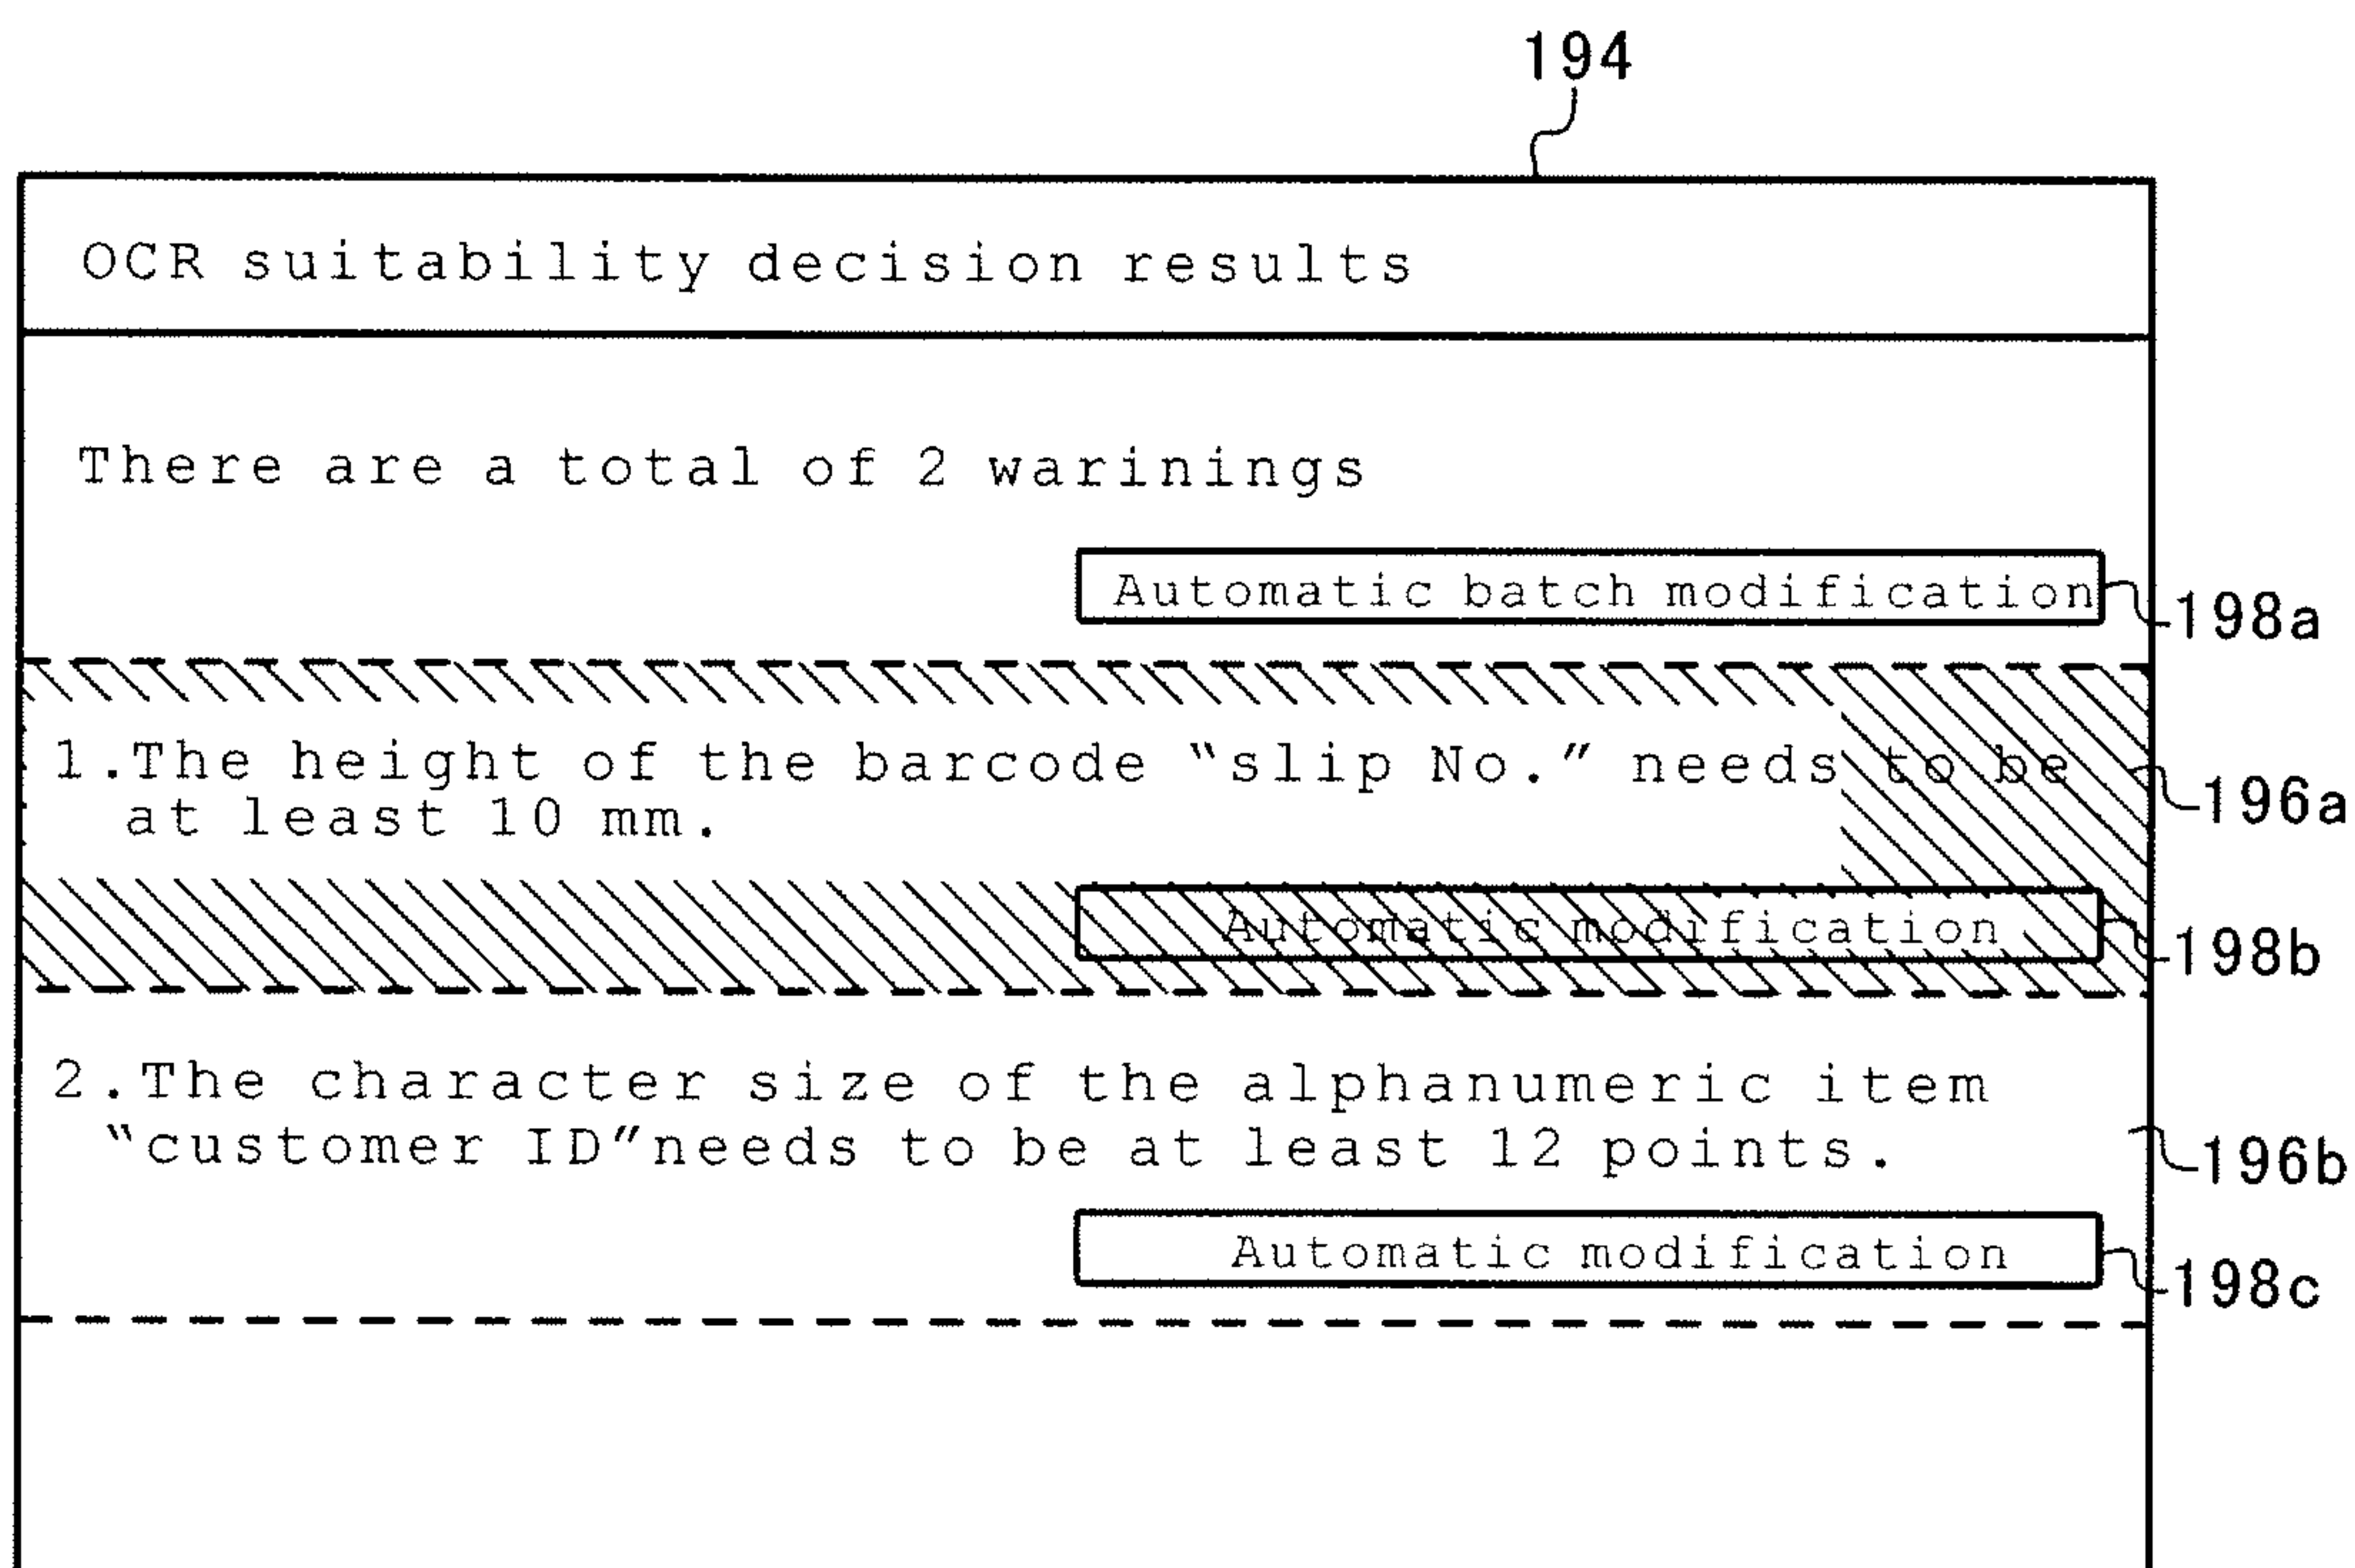 194
OCR suitability decision results
There are a total of 2 warinings
Automatic batch modification
198a
1.The height of the barcode “slip No.” needs to be
196a
at least 10 mm.
Automatic modification
198b
2.The character size of the alphanumeric item
“customer ID”needs to be at least 12 points.
196b
Automatic modification
198c